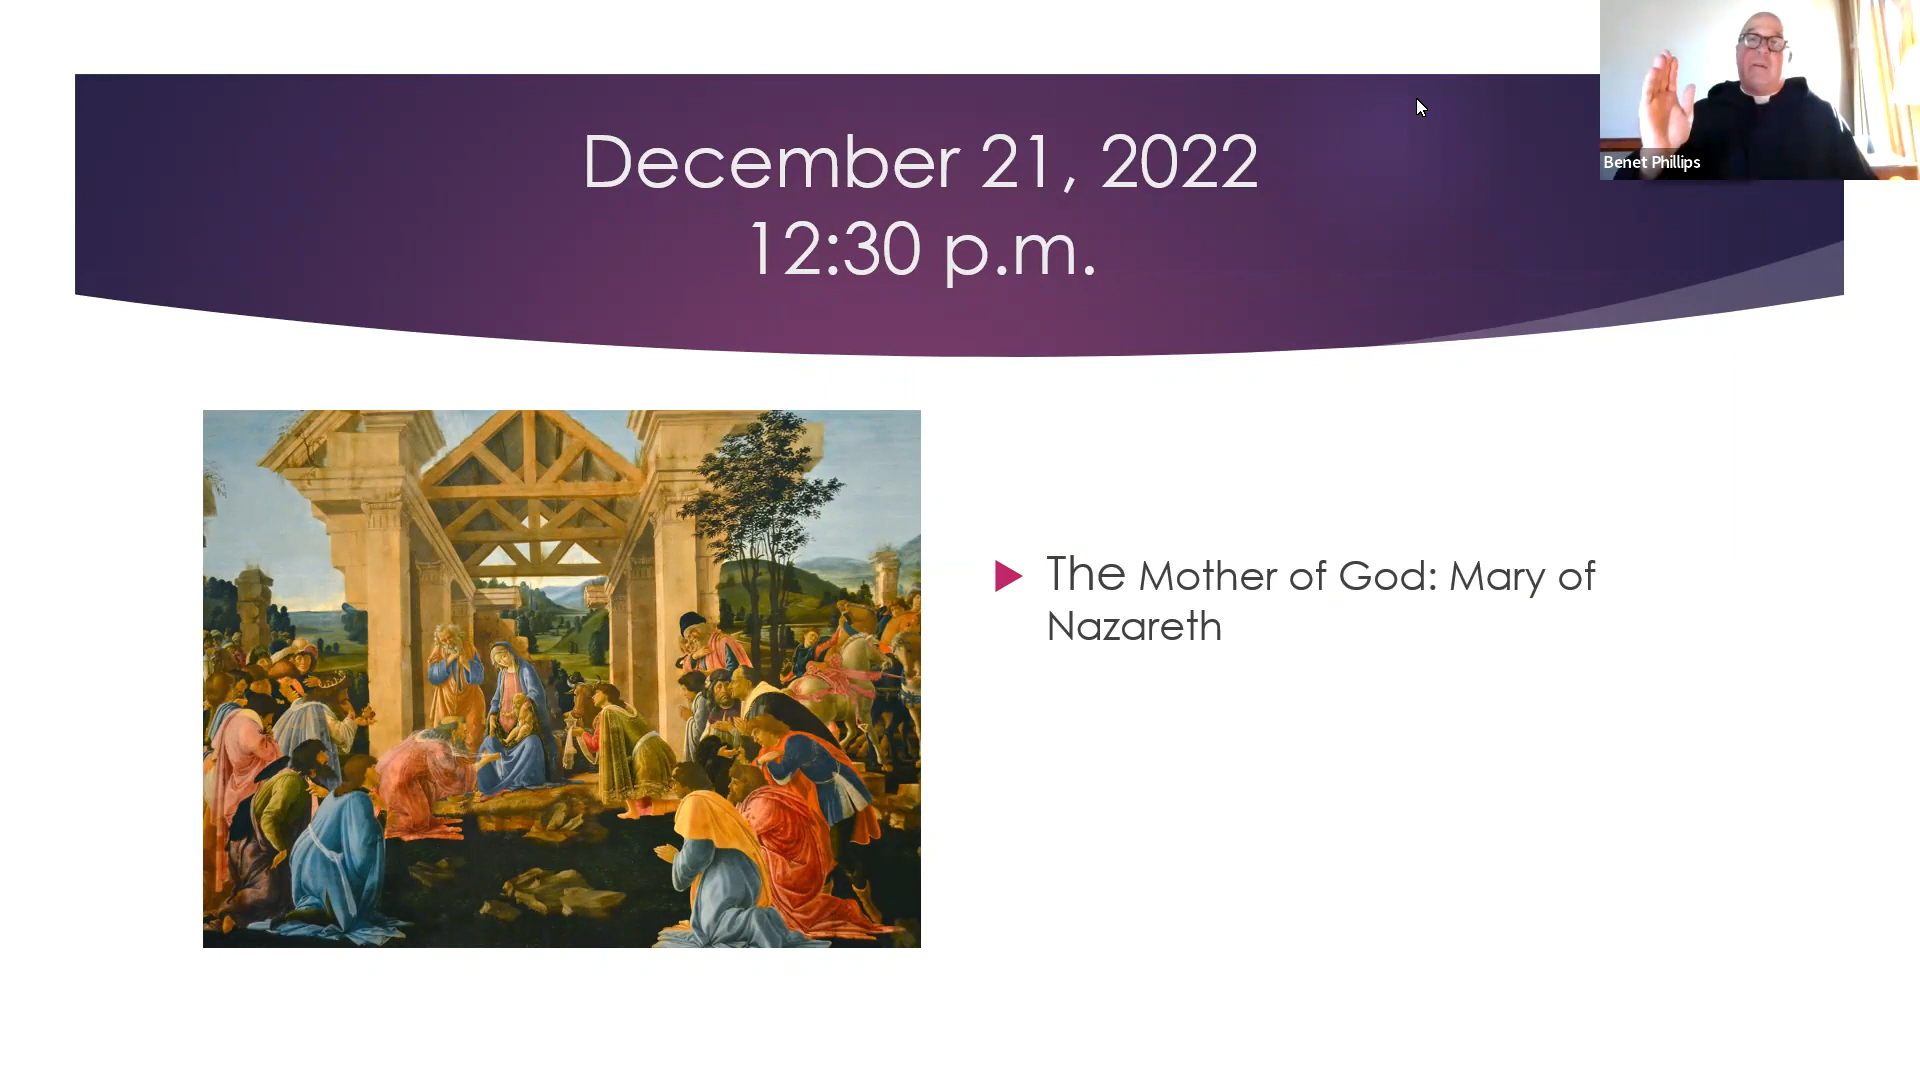 December 21, 2022
12:30 p.m.
Benet Phillips
The Mother of God: Mary of
Nazareth